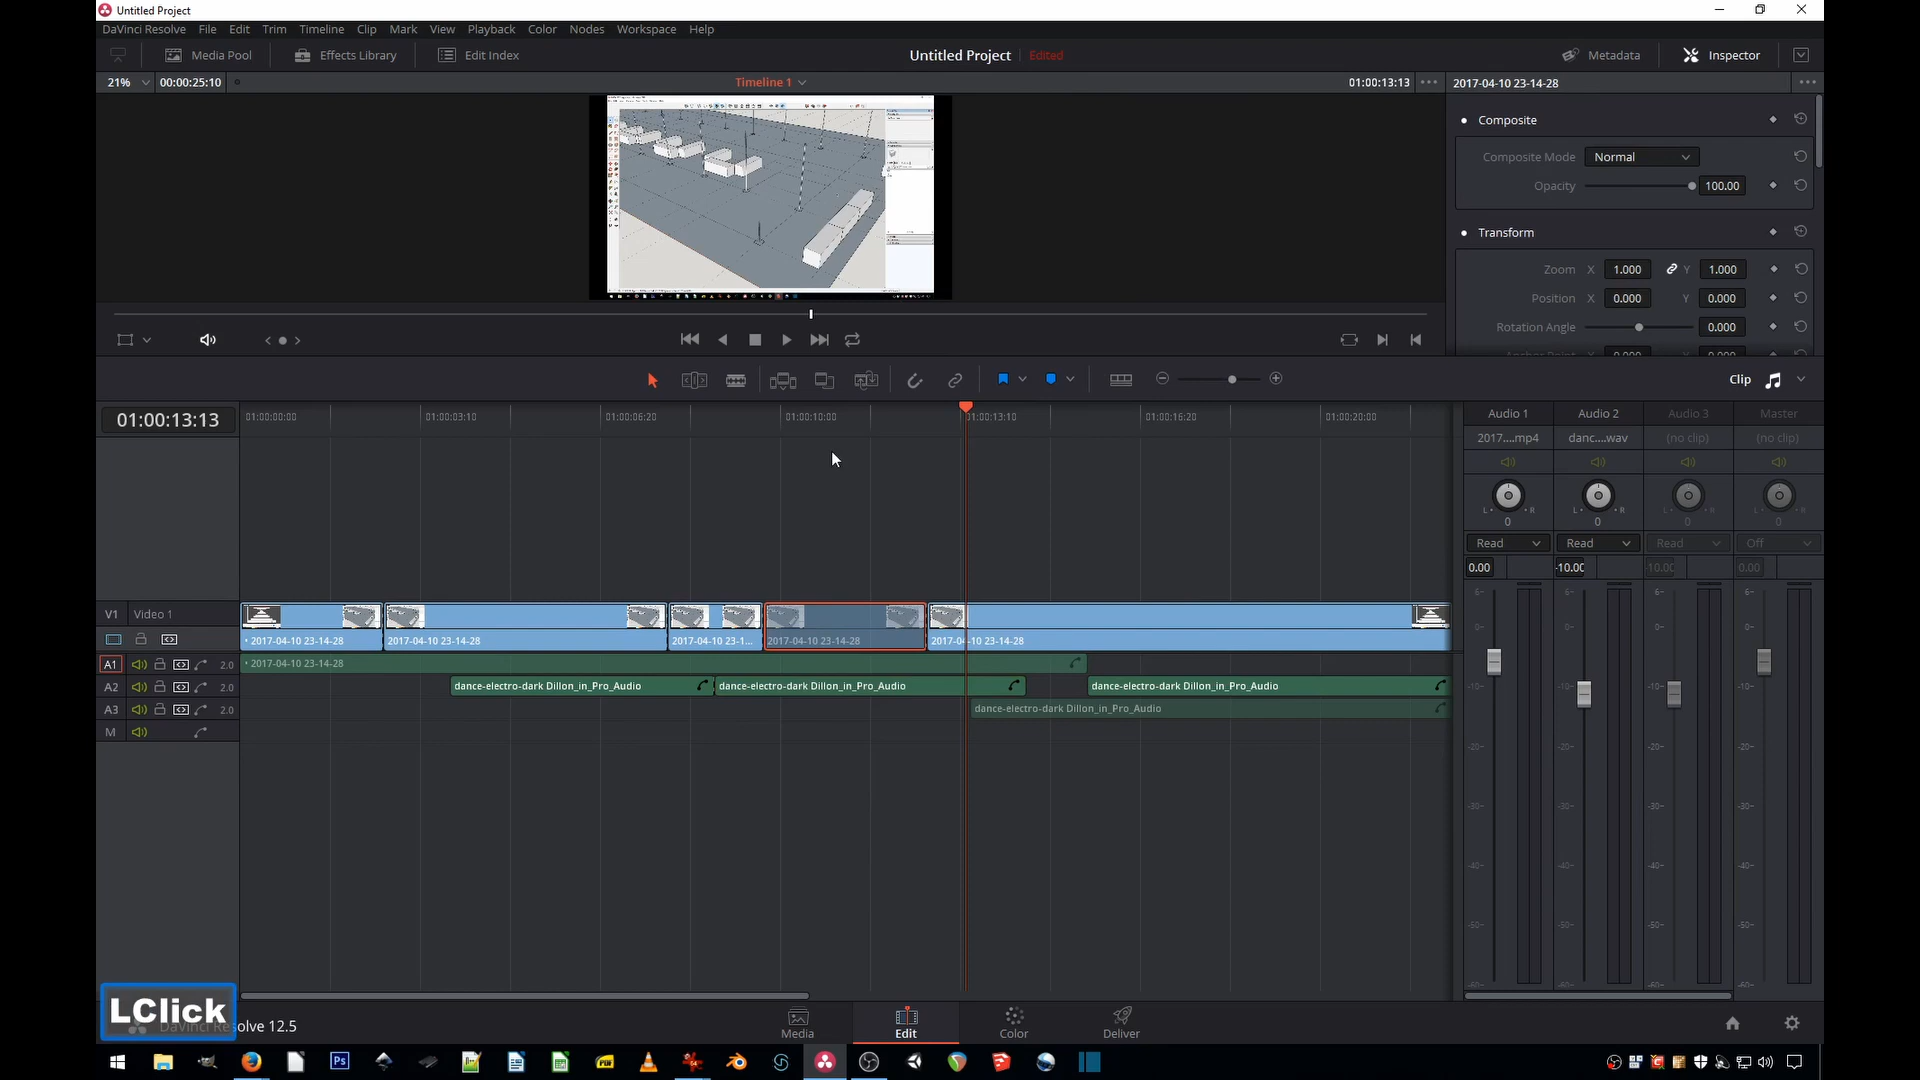 Untitled Project
DaVinci Resolve File Edit Trim Timeline Clip Mark View Playback Color Nodes Workspace Help
Media Pool Effects Library Edit Index Untitled Project Edited Metadata Inspector
21% 00:00:25:10 Timeline 1 01:00:13:13 2017-04-10 23-14-28
Composite
Composite Mode Normal
Opacity 100.00
Transform
Zoom X 1.000 Y 1.000
Position X 0.000 Y 0.000
Rotation Angle 0.000
Clip
01:00:13:13 01:00:00:00 01:00:03:10 01:00:06:20 01:00:10:00 01:00:13:10 01:00:16:20 01:00:20:00
Audio 1 Audio 2 Audio 3 Master
2017....mp4 danc....wav (no clip) (no clip)
L R L R L R L R
0 0 0 0
Read Read Read Off
0.00 -10.00 -10.00 0.00
V1 Video 1
2017-04-10 23-14-28 2017-04-10 23-14-28 2017-04-10 23-1... 2017-04-10 23-14-28 2017-04-10 23-14-28
A1 2.0 2017-04-10 23-14-28
A2 2.0 dance-electro-dark Dillon_in_Pro_Audio dance-electro-dark Dillon_in_Pro_Audio dance-electro-dark Dillon_in_Pro_Audio
A3 2.0 dance-electro-dark Dillon_in_Pro_Audio
M
LClick
DaVinci Resolve 12.5
Media Edit Color Deliver
Ps